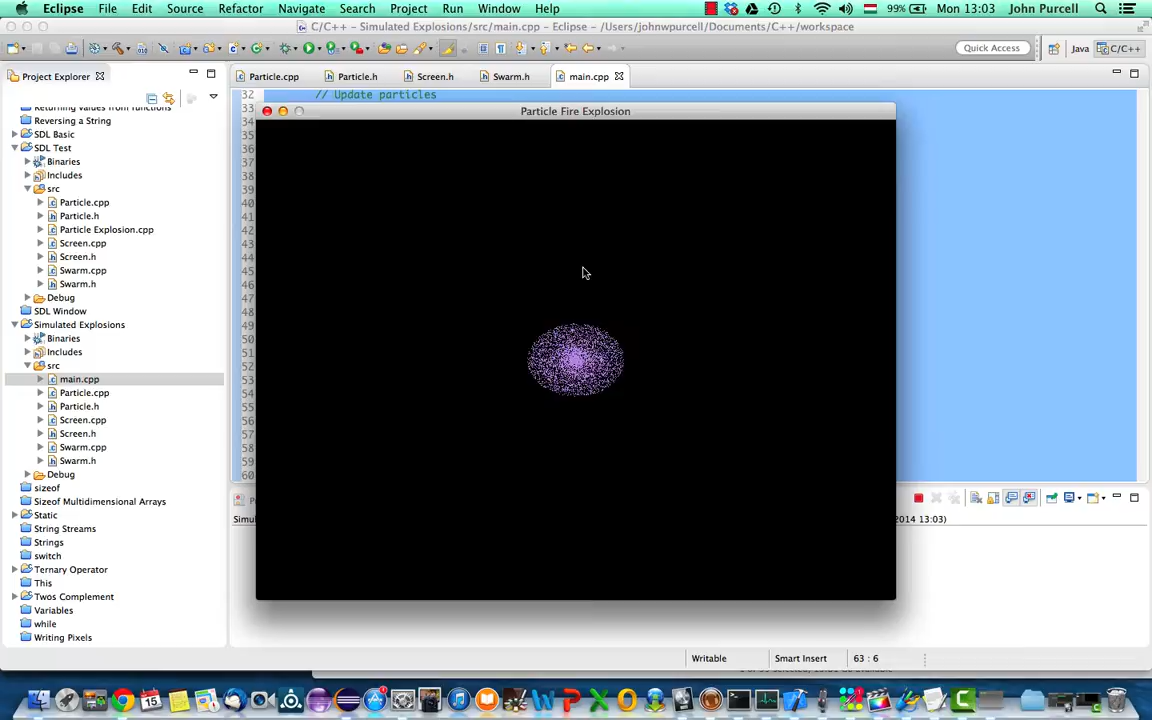 Eclipse File Edit Source Refactor Navigate Search Project Run Window Help 99% Mon 13:03 John Purcell
C/C++ - Simulated Explosions/src/main.cpp - Eclipse - /Users/johnwpurcell/Documents/C++/workspace
Quick Access Java C/C++
Project Explorer
Particle.cpp Particle.h Screen.h Swarm.h main.cpp
Returning values from functions
Reversing a String
SDL Basic
SDL Test
Binaries
Includes
src
Particle.cpp
Particle.h
Particle Explosion.cpp
Screen.cpp
Screen.h
Swarm.cpp
Swarm.h
Debug
SDL Window
Simulated Explosions
Binaries
Includes
src
main.cpp
Particle.cpp
Particle.h
Screen.cpp
Screen.h
Swarm.cpp
Swarm.h
Debug
sizeof
Sizeof Multidimensional Arrays
Static
String Streams
Strings
switch
Ternary Operator
This
Twos Complement
Variables
while
Writing Pixels
32 // Update particles
33
34
35
36
37
38
39
40
41
42
43
44
45
46
47
48
49
50
51
52
53
54
55
56
57
58
59
60
Particle Fire Explosion
2014 13:03)
Writable Smart Insert 63 : 6